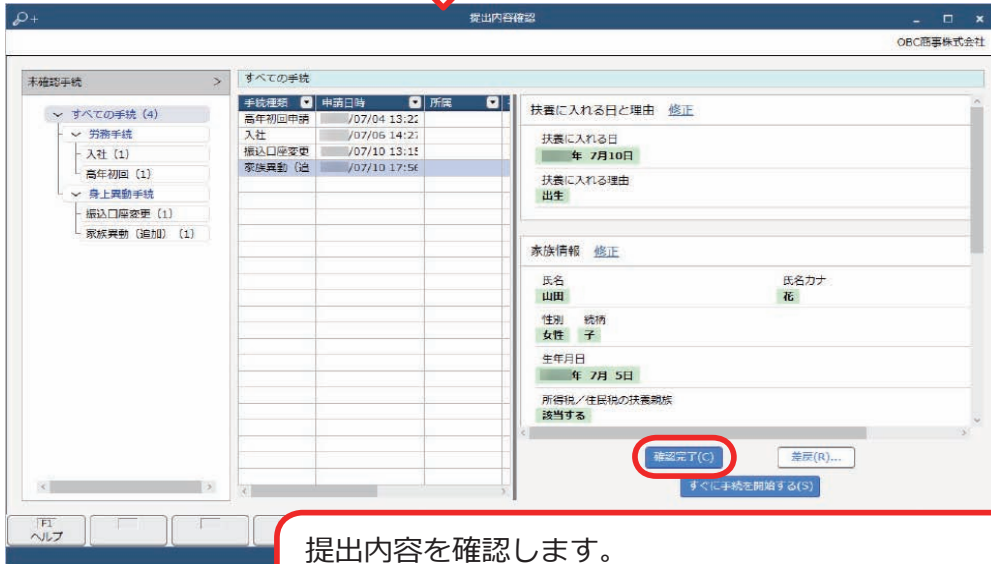 提出内容確認
OBC商事株式会社
未確認手続 >
すべての手続 (4)
労務手続
入社 (1)
高年初回 (1)
身上異動手続
振込口座変更 (1)
家族異動 (追加) (1)
すべての手続
手続種類 申請日時 所属
高年初回申請 /07/04 13:22
入社 /07/06 14:27
振込口座変更 /07/10 13:15
家族異動 (追 /07/10 17:56
扶養に入れる日と理由 修正
扶養に入れる日
年 7月10日
扶養に入れる理由
出生
家族情報 修正
氏名 氏名カナ
山田 花
性別 続柄
女性 子
生年月日
年 7月 5日
所得税/住民税の扶養親族
該当する
確認完了(C) 差戻(R)...
すぐに手続を開始する(S)
F1
ヘルプ
提出内容を確認します。